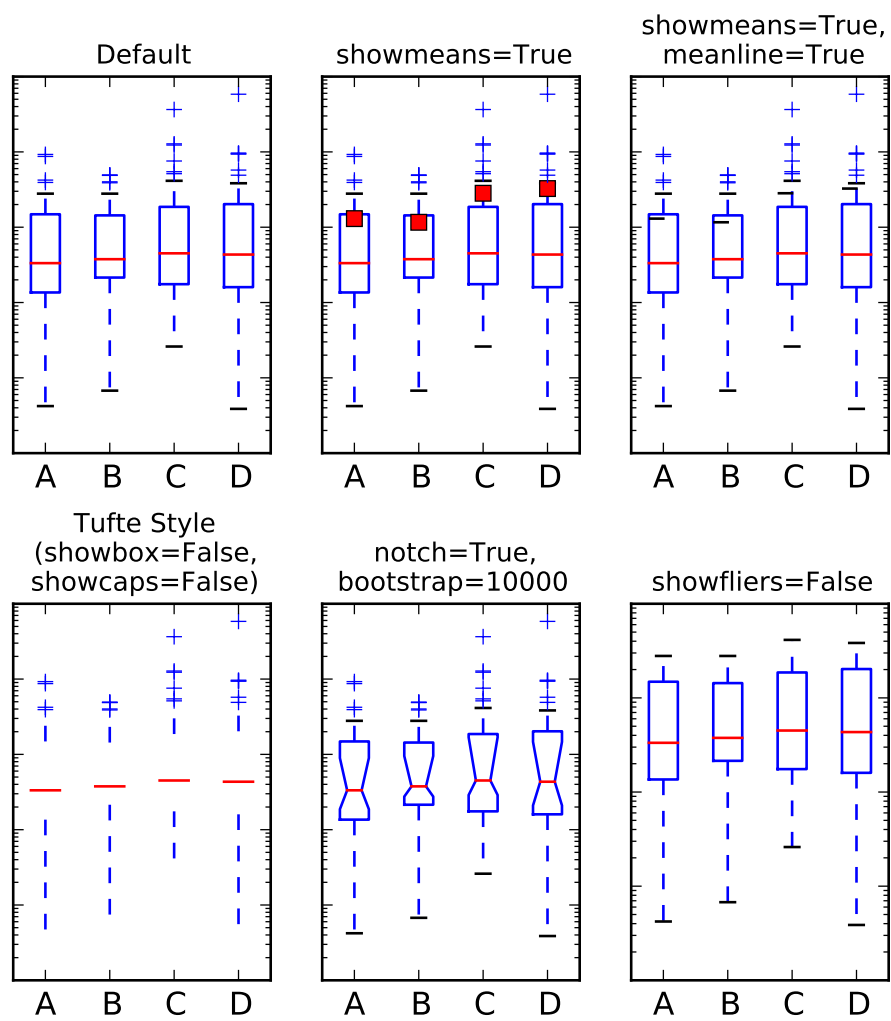 Default
showmeans=True
showmeans=True,
meanline=True
A B C D
A B C D
A B C D
Tufte Style
(showbox=False,
showcaps=False)
notch=True,
bootstrap=10000
showfliers=False
A B C D
A B C D
A B C D